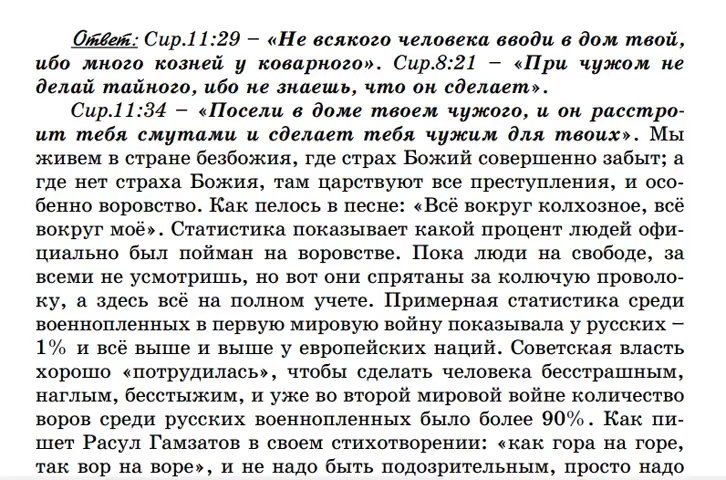 Ответ: Сир.11:29 – «Не всякого человека вводи в дом твой,
ибо много козней у коварного». Сир.8:21 – «При чужом не
делай тайного, ибо не знаешь, что он сделает».
Сир.11:34 – «Посели в доме твоем чужого, и он расстро-
ит тебя смутами и сделает тебя чужим для твоих». Мы
живем в стране безбожия, где страх Божий совершенно забыт; а
где нет страха Божия, там царствуют все преступления, и осо-
бенно воровство. Как пелось в песне: «Всё вокруг колхозное, всё
вокруг моё». Статистика показывает какой процент людей офи-
циально был пойман на воровстве. Пока люди на свободе, за
всеми не усмотришь, но вот они спрятаны за колючую проволо-
ку, а здесь всё на полном учете. Примерная статистика среди
военнопленных в первую мировую войну показывала у русских –
1% и всё выше и выше у европейских наций. Советская власть
хорошо «потрудилась», чтобы сделать человека бесстрашным,
наглым, бесстыжим, и уже во второй мировой войне количество
воров среди русских военнопленных было более 90%. Как пи-
шет Расул Гамзатов в своем стихотворении: «как гора на горе,
так вор на воре», и не надо быть подозрительным, просто надо